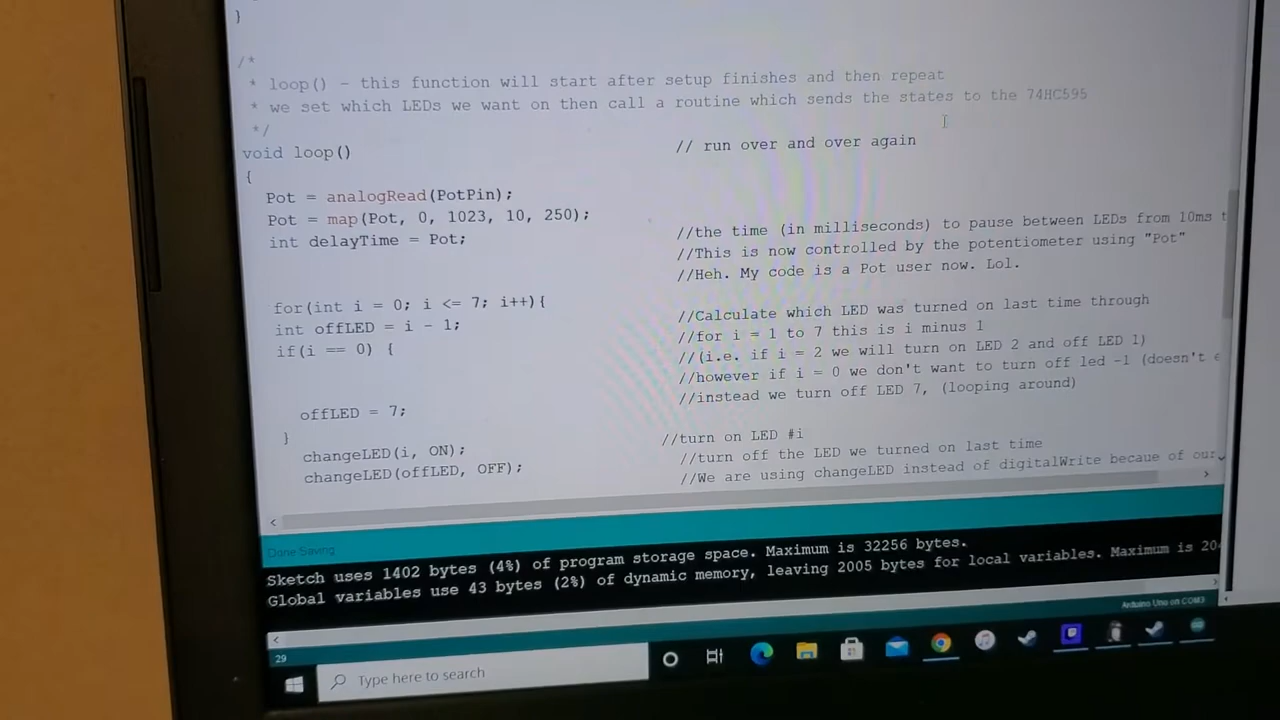 }
/*
* loop() - this function will start after setup finishes and then repeat
* we set which LEDs we want on then call a routine which sends the states to the 74HC595
*/
void loop() // run over and over again
{
Pot = analogRead(PotPin);
Pot = map(Pot, 0, 1023, 10, 250);
int delayTime = Pot; //the time (in milliseconds) to pause between LEDs from 10ms t
//This is now controlled by the potentiometer using "Pot"
//Heh. My code is a Pot user now. Lol.
for(int i = 0; i <= 7; i++){ //Calculate which LED was turned on last time through
int offLED = i - 1; //for i = 1 to 7 this is i minus 1
if(i == 0) { //(i.e. if i = 2 we will turn on LED 2 and off LED 1)
//however if i = 0 we don't want to turn off led -1 (doesn't e
offLED = 7; //instead we turn off LED 7, (looping around)
}
changeLED(i, ON); //turn on LED #i
changeLED(offLED, OFF); //turn off the LED we turned on last time
//We are using changeLED instead of digitalWrite becaue of our
Done Saving
Sketch uses 1402 bytes (4%) of program storage space. Maximum is 32256 bytes.
Global variables use 43 bytes (2%) of dynamic memory, leaving 2005 bytes for local variables. Maximum is 204
29 Arduino Uno on COM3
Type here to search